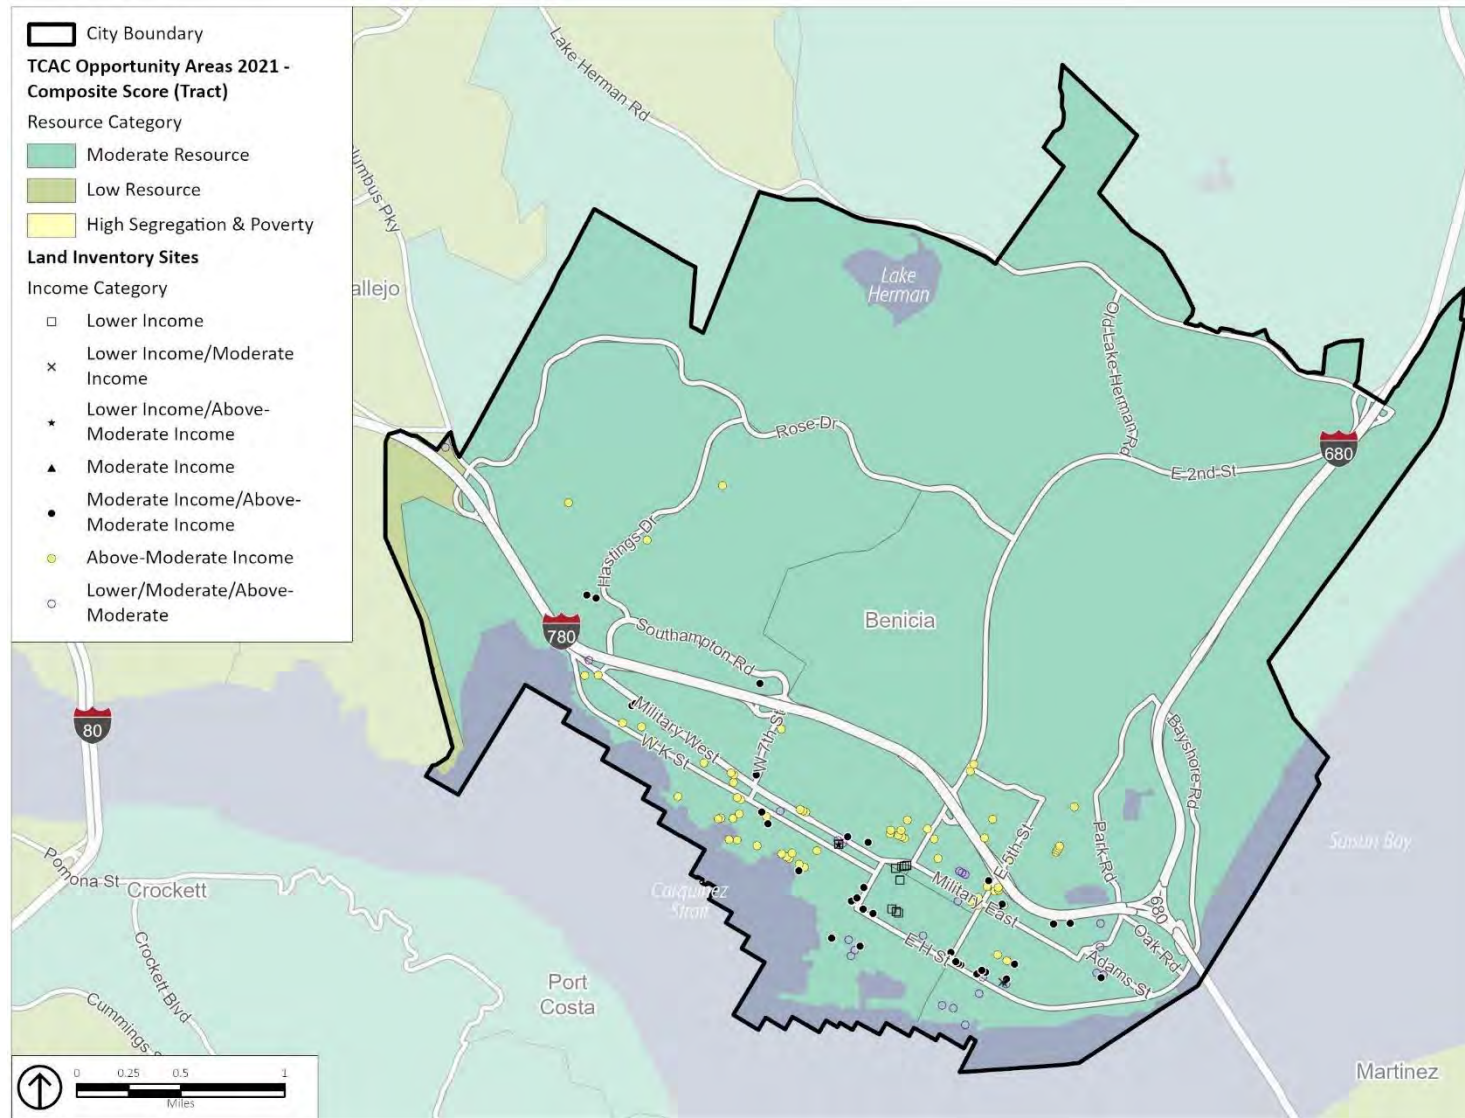 City Boundary
TCAC Opportunity Areas 2021 -
Composite Score (Tract)
Resource Category
Moderate Resource
Low Resource
High Segregation & Poverty
Land Inventory Sites
Income Category
Lower Income
Lower Income/Moderate
Income
Lower Income/Above-
Moderate Income
Moderate Income
Moderate Income/Above-
Moderate Income
Above-Moderate Income
Lower/Moderate/Above-
Moderate
Lake Herman Rd
lumbus Pky
allejo
Lake
Herman
Old Lake Herman Rd
Rose Dr
E 2nd St
680
Hastings Dr
Benicia
780
Southampton Rd
80
Military West
W 7th St
W K St
Bayshore Rd
Park Rd
E 5th St
Suisun Bay
Pomona St
Crockett
Carquinez
Strait
Military East
680
Oak Rd
E H St
Adams St
Crockett Blvd
Port
Costa
Cummings S
Martinez
0 0.25 0.5 1
Miles